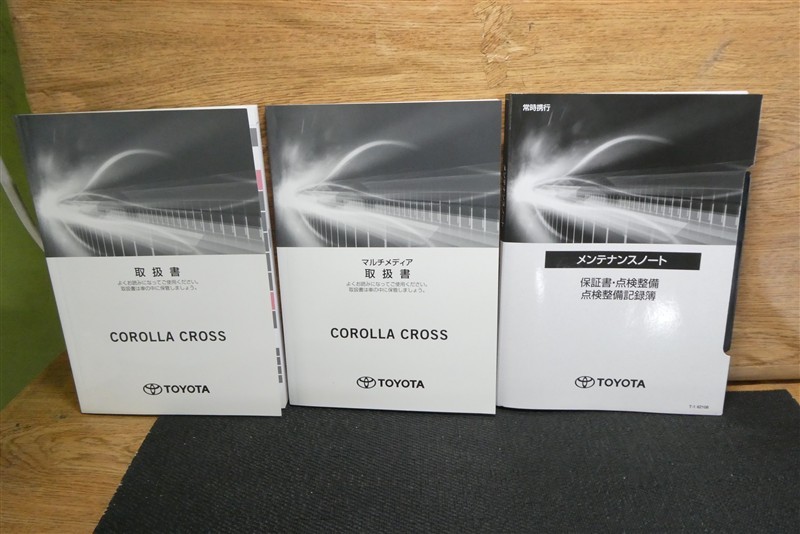 取扱書
よくお読みになってご使用ください。
取扱書は車の中に保管しましょう。
COROLLA CROSS
TOYOTA
マルチメディア
取扱書
よくお読みになってご使用ください。
取扱書は車の中に保管しましょう。
COROLLA CROSS
TOYOTA
常時携行
メンテナンスノート
保証書・点検整備
点検整備記録簿
TOYOTA